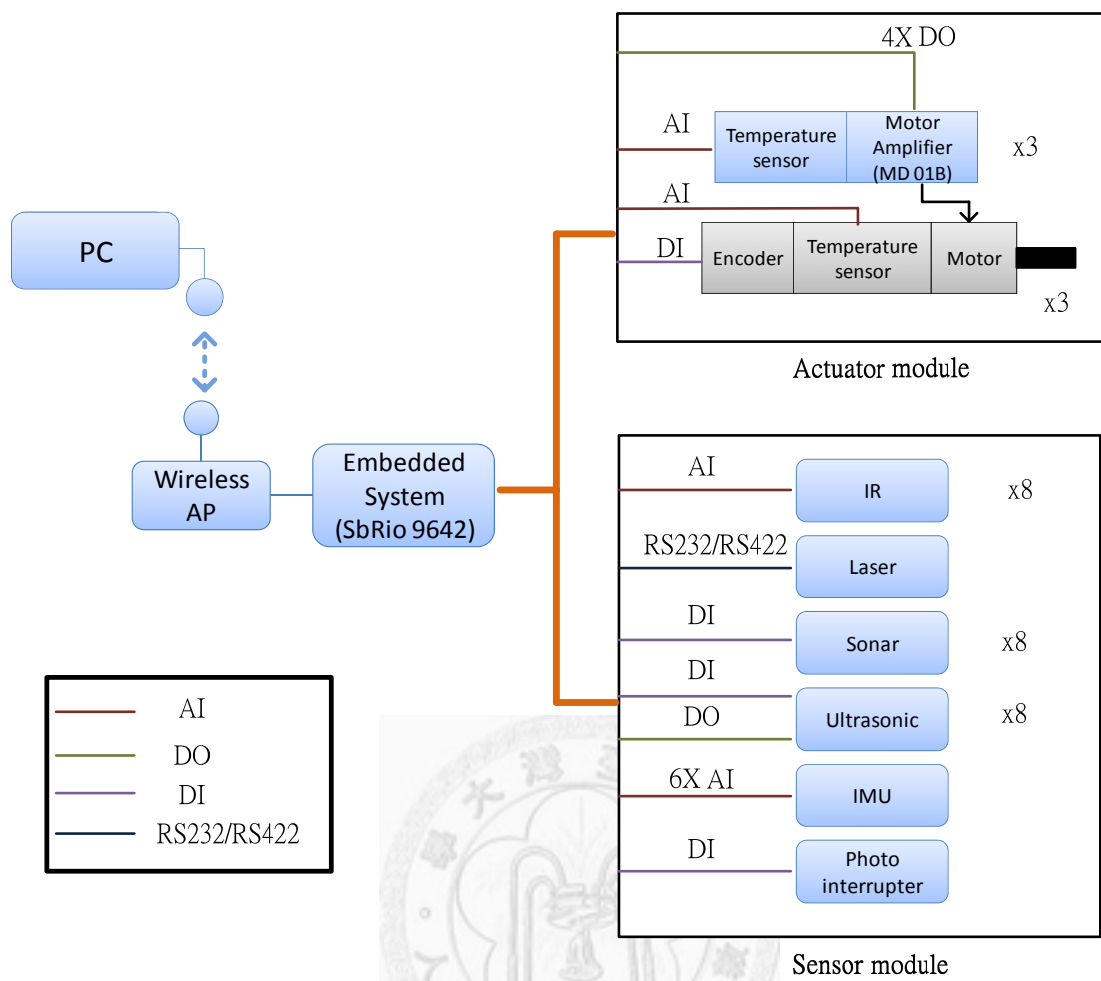 4X DO
AI
Temperature
sensor
Motor
Amplifier
(MD 01B)
x3
AI
DI
Encoder
Temperature
sensor
Motor
x3
Actuator module
PC
Wireless
AP
Embedded
System
(SbRio 9642)
AI
IR
x8
RS232/RS422
Laser
DI
Sonar
x8
DI
DO
Ultrasonic
x8
6X AI
IMU
DI
Photo
interrupter
Sensor module
AI
DO
DI
RS232/RS422
大灣